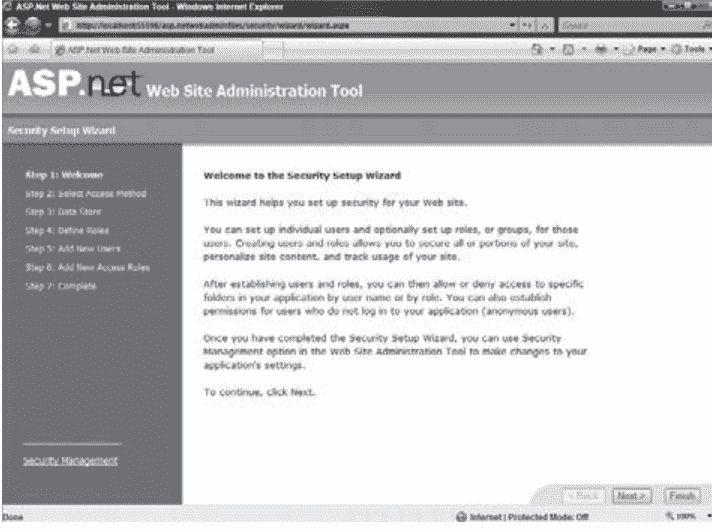 ASP.Net Web Site Administration Tool - Windows Internet Explorer
ASP.Net Web Site Administration Tool
Page
Tools
ASP.net Web Site Administration Tool
Security Setup Wizard
Step 1: Welcome
Step 2: Select Access Method
Step 3: Data Store
Step 4: Define Roles
Step 5: Add New Users
Step 6: Add New Access Rules
Step 7: Complete
Security Management
Welcome to the Security Setup Wizard
This wizard helps you set up security for your Web site.
You can set up individual users and optionally set up roles, or groups, for those
users. Creating users and roles allows you to secure all or portions of your site,
personalize site content, and track usage of your site.
After establishing users and roles, you can then allow or deny access to specific
folders in your application by user name or by role. You can also establish
permissions for users who do not log in to your application (anonymous users).
Once you have completed the Security Setup Wizard, you can use Security
Management option in the Web Site Administration Tool to make changes to your
application's settings.
To continue, click Next.
< Back
Next >
Finish
Done
Internet | Protected Mode: Off
100%